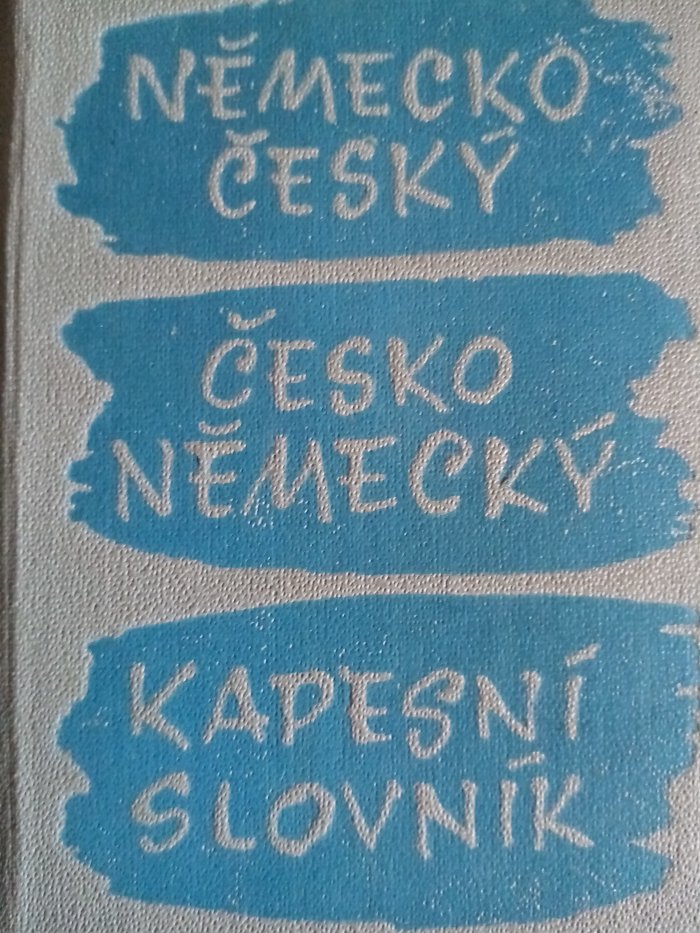 NĚMECKO
ČESKÝ
ČESKO
NĚMECKÝ
KAPESNÍ
SLOVNÍK